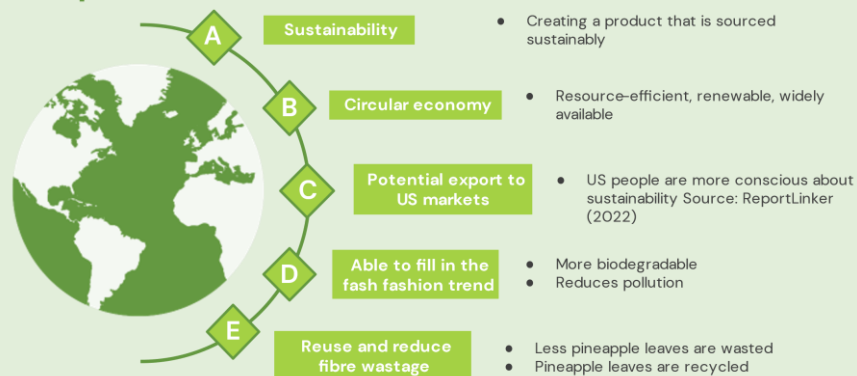 A
Sustainability
● Creating a product that is sourced
sustainably
B
Circular economy
● Resource-efficient, renewable, widely
available
C
Potential export to
US markets
● US people are more conscious about
sustainability Source: ReportLinker
(2022)
D
Able to fill in the
fash fashion trend
● More biodegradable
● Reduces pollution
E
Reuse and reduce
fibre wastage
● Less pineapple leaves are wasted
● Pineapple leaves are recycled